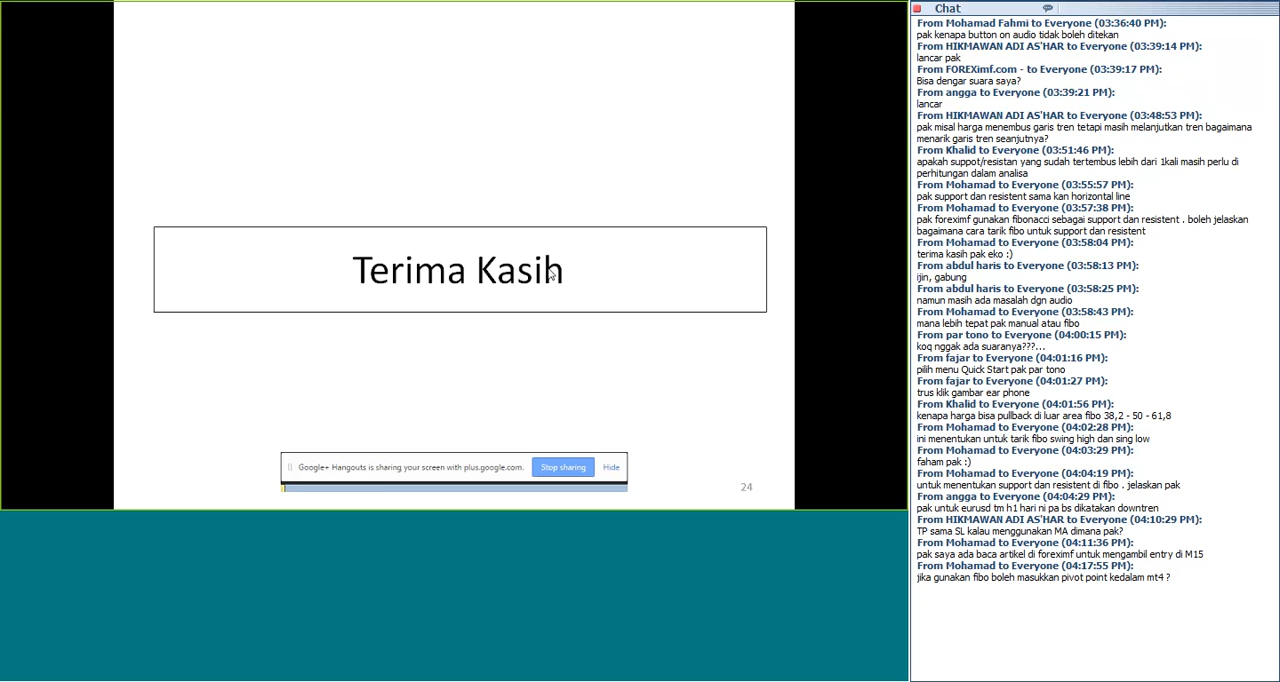 Terima Kasih
Google+ Hangouts is sharing your screen with plus.google.com. Stop sharing Hide
24
Chat
From Mohamad Fahmi to Everyone (03:36:40 PM):
pak kenapa button on audio tidak boleh ditekan
From HIKMAWAN ADI AS'HAR to Everyone (03:39:14 PM):
lancar pak
From FOREXimf.com - to Everyone (03:39:17 PM):
Bisa dengar suara saya?
From angga to Everyone (03:39:21 PM):
lancar
From HIKMAWAN ADI AS'HAR to Everyone (03:48:53 PM):
pak misal harga menembus garis tren tetapi masih melanjutkan tren bagaimana
menarik garis tren seanjutnya?
From Khalid to Everyone (03:51:46 PM):
apakah suppot/resistan yang sudah tertembus lebih dari 1kali masih perlu di
perhitungan dalam analisa
From Mohamad to Everyone (03:55:57 PM):
pak support dan resistent sama kan horizontal line
From Mohamad to Everyone (03:57:38 PM):
pak foreximf gunakan fibonacci sebagai support dan resistent . boleh jelaskan
bagaimana cara tarik fibo untuk support dan resistent
From Mohamad to Everyone (03:58:04 PM):
terima kasih pak eko :)
From abdul haris to Everyone (03:58:13 PM):
ijin, gabung
From abdul haris to Everyone (03:58:25 PM):
namun masih ada masalah dgn audio
From Mohamad to Everyone (03:58:43 PM):
mana lebih tepat pak manual atau fibo
From par tono to Everyone (04:00:15 PM):
koq nggak ada suaranya???...
From fajar to Everyone (04:01:16 PM):
pilih menu Quick Start pak par tono
From fajar to Everyone (04:01:27 PM):
trus klik gambar ear phone
From Khalid to Everyone (04:01:56 PM):
kenapa harga bisa pullback di luar area fibo 38,2 - 50 - 61,8
From Mohamad to Everyone (04:02:28 PM):
ini menentukan untuk tarik fibo swing high dan sing low
From Mohamad to Everyone (04:03:29 PM):
faham pak :)
From Mohamad to Everyone (04:04:19 PM):
untuk menentukan support dan resistent di fibo . jelaskan pak
From angga to Everyone (04:04:29 PM):
pak untuk eurusd tm h1 hari ni pa bs dikatakan downtren
From HIKMAWAN ADI AS'HAR to Everyone (04:10:29 PM):
TP sama SL kalau menggunakan MA dimana pak?
From Mohamad to Everyone (04:11:36 PM):
pak saya ada baca artikel di foreximf untuk mengambil entry di M15
From Mohamad to Everyone (04:17:55 PM):
jika gunakan fibo boleh masukkan pivot point kedalam mt4 ?